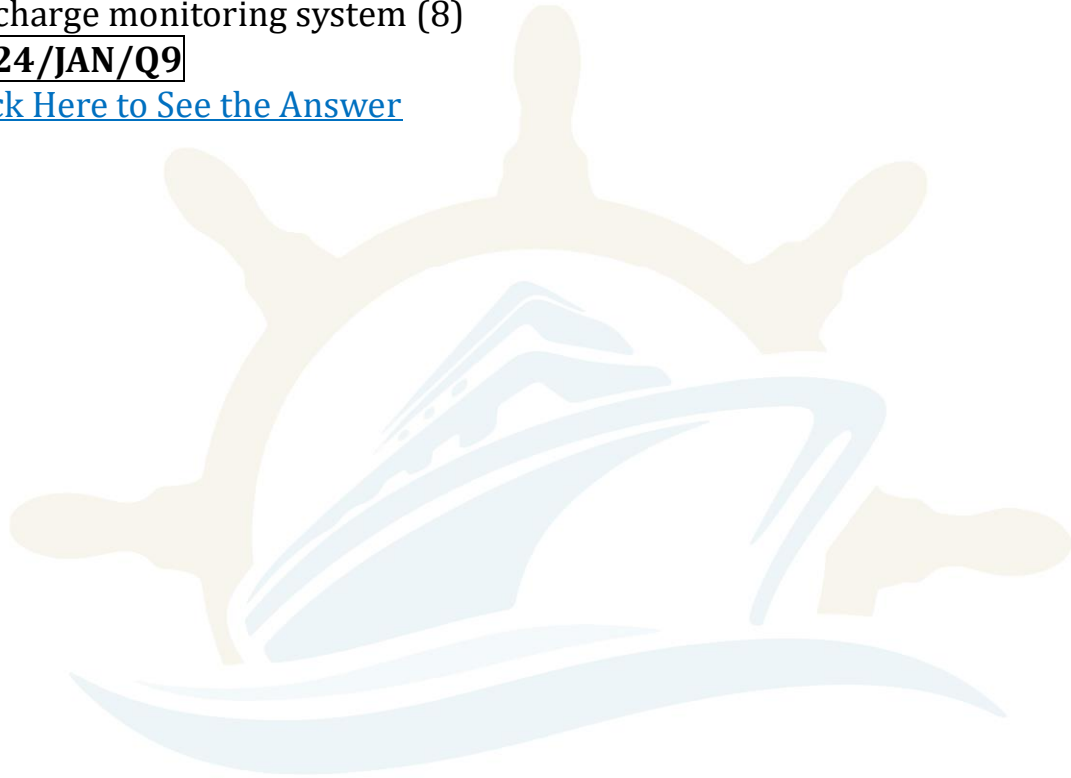 charge monitoring system (8)
24/JAN/Q9
ck Here to See the Answer